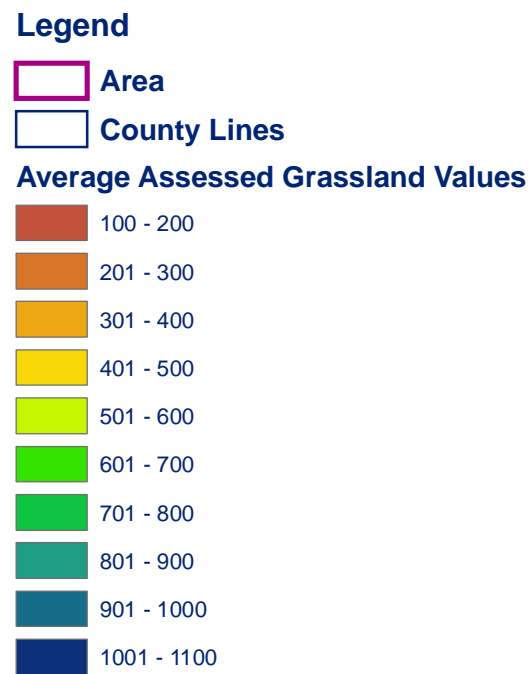 Legend
Area
County Lines
Average Assessed Grassland Values
100 - 200
201 - 300
301 - 400
401 - 500
501 - 600
601 - 700
701 - 800
801 - 900
901 - 1000
1001 - 1100